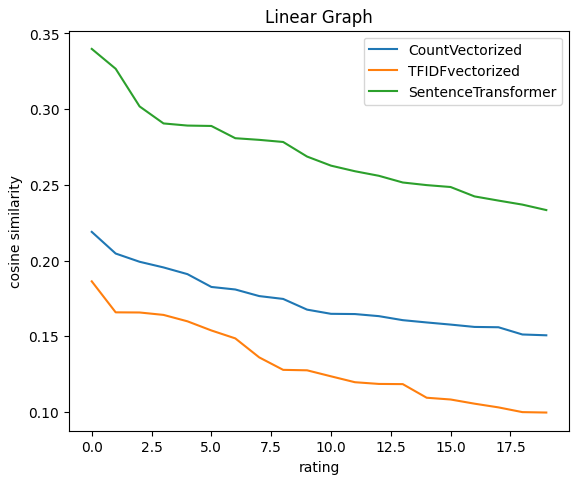 Linear Graph
0.35
0.30
0.25
0.20
0.15
0.10
cosine similarity
CountVectorized
TFIDFvectorized
SentenceTransformer
0.0 2.5 5.0 7.5 10.0 12.5 15.0 17.5
rating